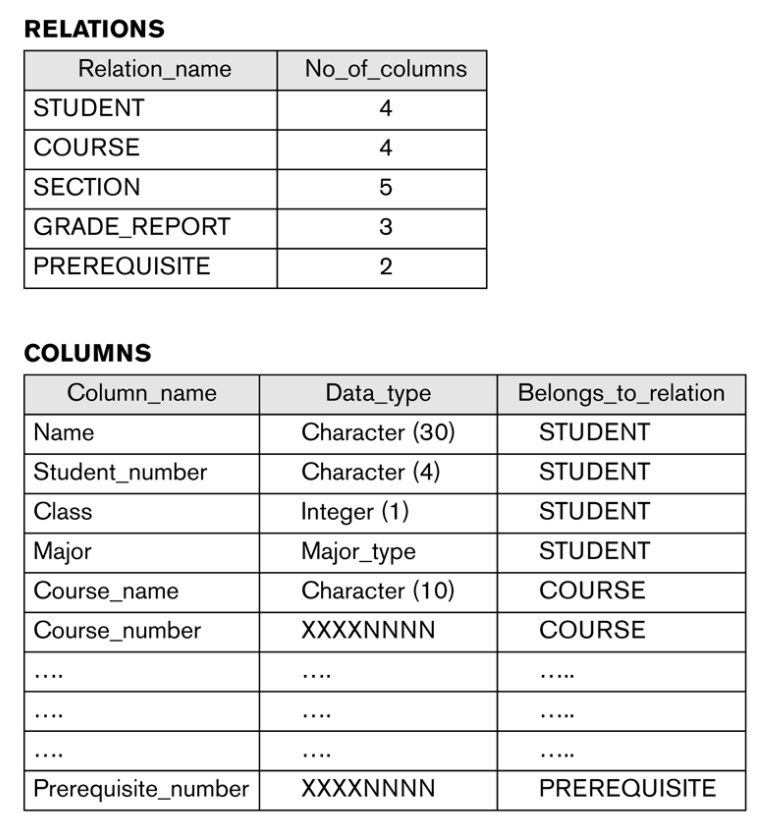 RELATIONS
Relation_name No_of_columns
STUDENT 4
COURSE 4
SECTION 5
GRADE_REPORT 3
PREREQUISITE 2
COLUMNS
Column_name Data_type Belongs_to_relation
Name Character (30) STUDENT
Student_number Character (4) STUDENT
Class Integer (1) STUDENT
Major Major_type STUDENT
Course_name Character (10) COURSE
Course_number XXXXNNNN COURSE
…. …. …..
…. …. …..
…. …. …..
Prerequisite_number XXXXNNNN PREREQUISITE